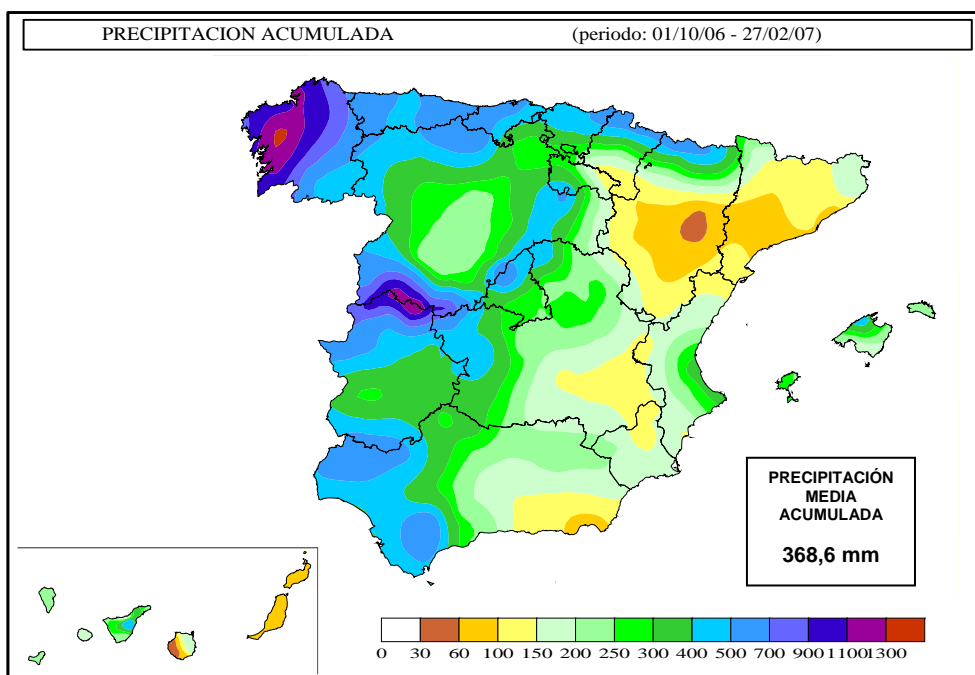 PRECIPITACION ACUMULADA (periodo: 01/10/06 - 27/02/07)
PRECIPITACIÓN
MEDIA
ACUMULADA
368,6 mm
0 30 60 100 150 200 250 300 400 500 700 900 1100 1300